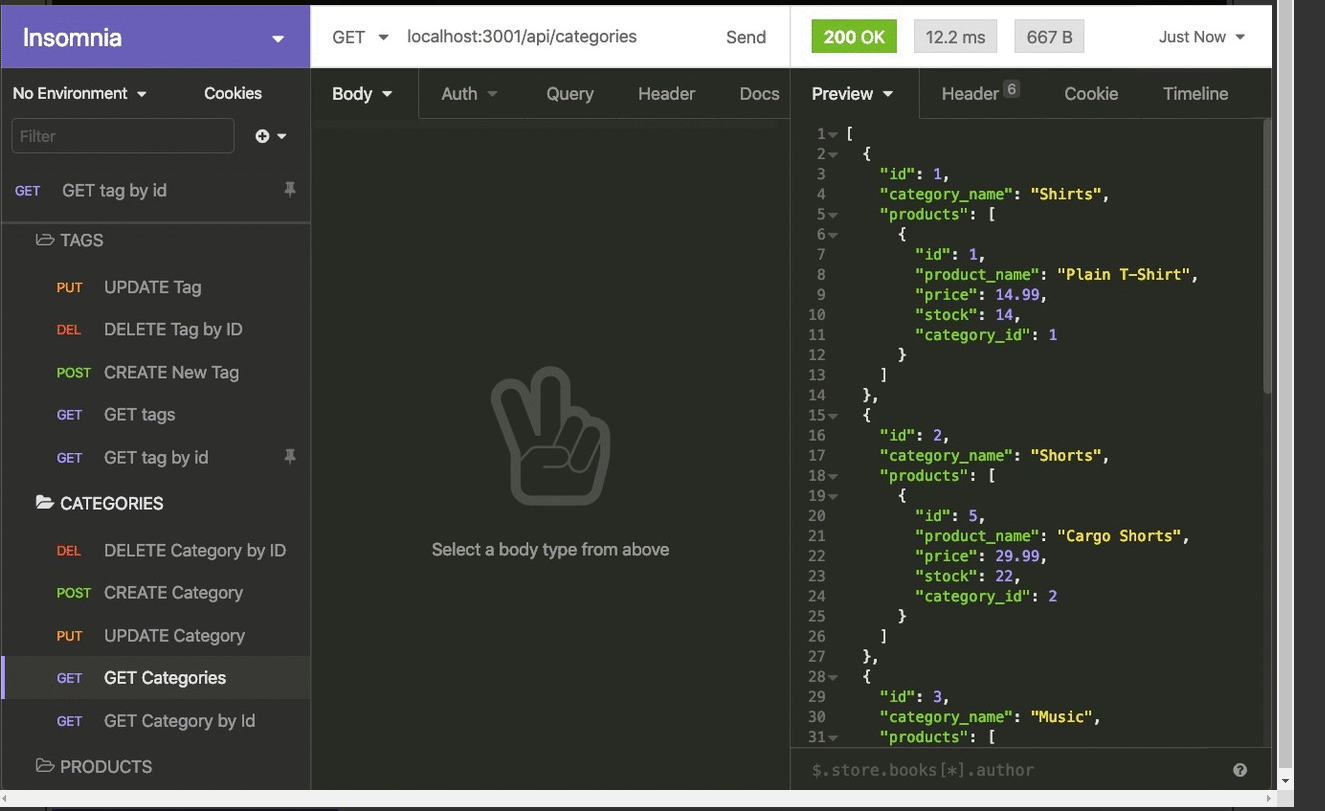 Insomnia
GET localhost:3001/api/categories Send
200 OK 12.2 ms 667 B Just Now
No Environment Cookies
Body Auth Query Header Docs
Preview Header 6 Cookie Timeline
Filter
GET GET tag by id
TAGS
PUT UPDATE Tag
DEL DELETE Tag by ID
POST CREATE New Tag
GET GET tags
GET GET tag by id
CATEGORIES
DEL DELETE Category by ID
POST CREATE Category
PUT UPDATE Category
GET GET Categories
GET GET Category by Id
PRODUCTS
Select a body type from above
1 [
2 {
3 "id": 1,
4 "category_name": "Shirts",
5 "products": [
6 {
7 "id": 1,
8 "product_name": "Plain T-Shirt",
9 "price": 14.99,
10 "stock": 14,
11 "category_id": 1
12 }
13 ]
14 },
15 {
16 "id": 2,
17 "category_name": "Shorts",
18 "products": [
19 {
20 "id": 5,
21 "product_name": "Cargo Shorts",
22 "price": 29.99,
23 "stock": 22,
24 "category_id": 2
25 }
26 ]
27 },
28 {
29 "id": 3,
30 "category_name": "Music",
31 "products": [
$.store.books[*].author